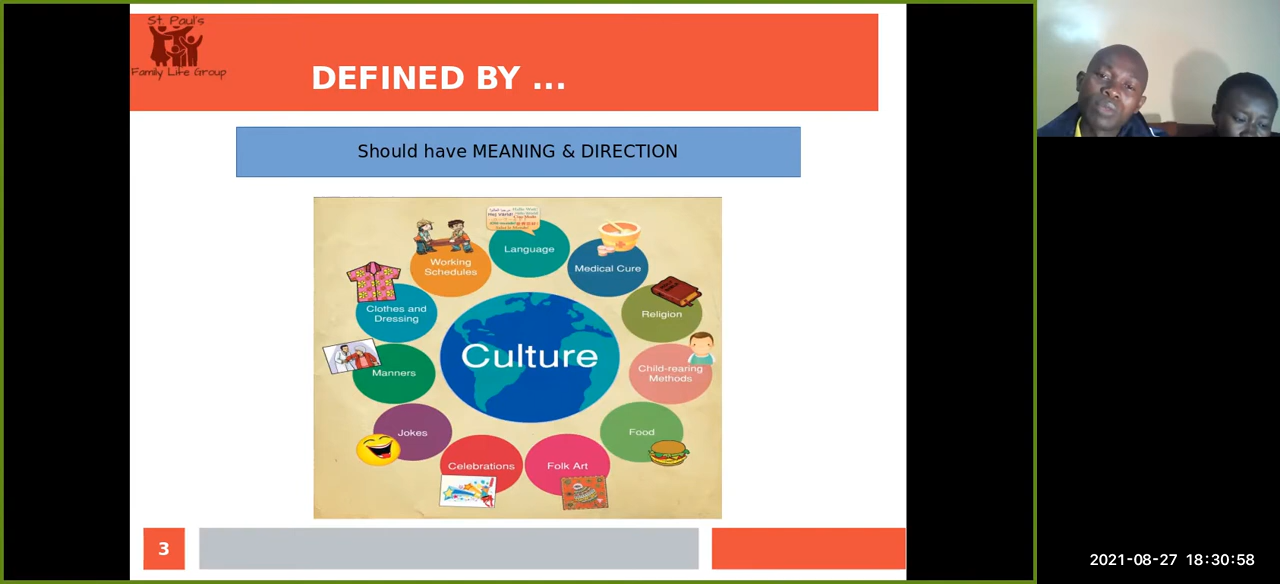 St. Paul's
Family Life Group
DEFINED BY ...
Should have MEANING & DIRECTION
Language
Working
Schedules
Medical Cure
Clothes and
Dressing
Religion
Culture
Manners
Child-rearing
Methods
Jokes
Food
Celebrations
Folk Art
3
2021-08-27 18:30:58